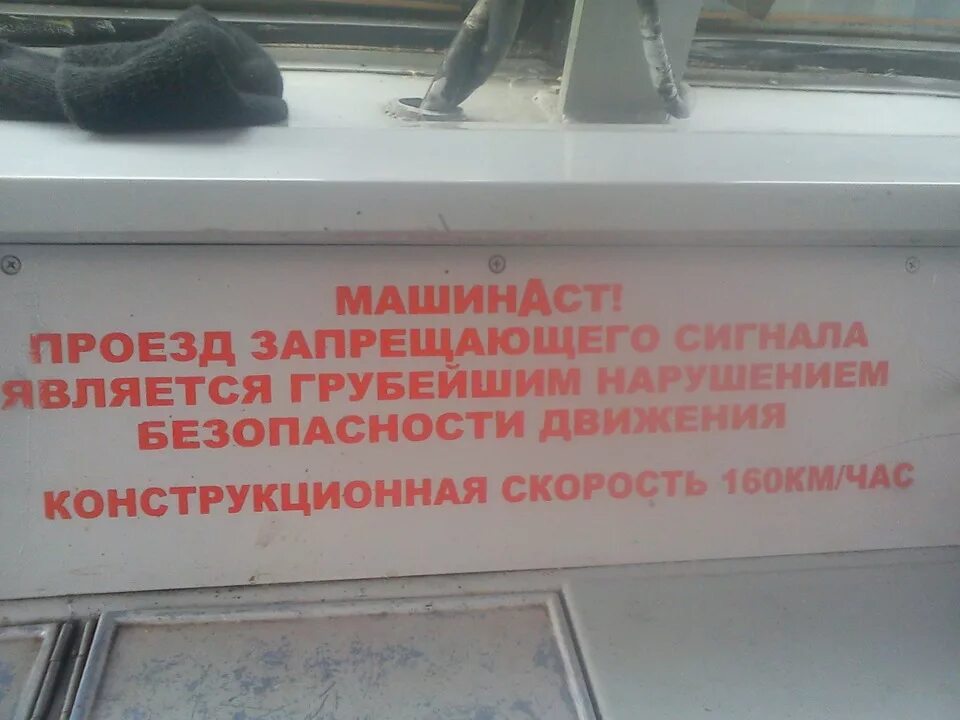 МАШИНАСТ!
ПРОЕЗД ЗАПРЕЩАЮЩЕГО СИГНАЛА
ЯВЛЯЕТСЯ ГРУБЕЙШИМ НАРУШЕНИЕМ
БЕЗОПАСНОСТИ ДВИЖЕНИЯ
КОНСТРУКЦИОННАЯ СКОРОСТЬ 160КМ/ЧАС